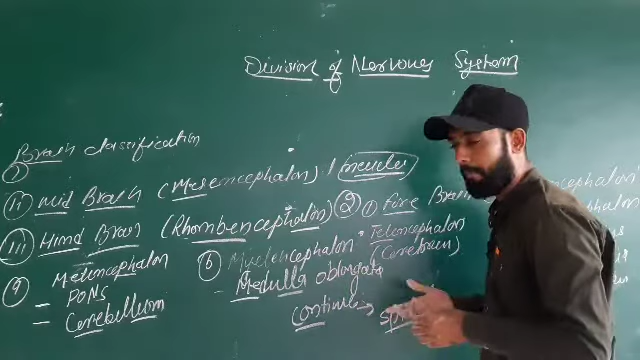 Division of Nervous System
Brain classification
(ii) Mid Brain (Mesencephalon) /
(iii) Hind Brain (Rhombencephalon)
② ① Fore Brain
Telencephalon
(Cerebrum)
(a) Metencephalon
– PONS
– Cerebellum
(b) Myelencephalon
– Medulla oblongata
continue →